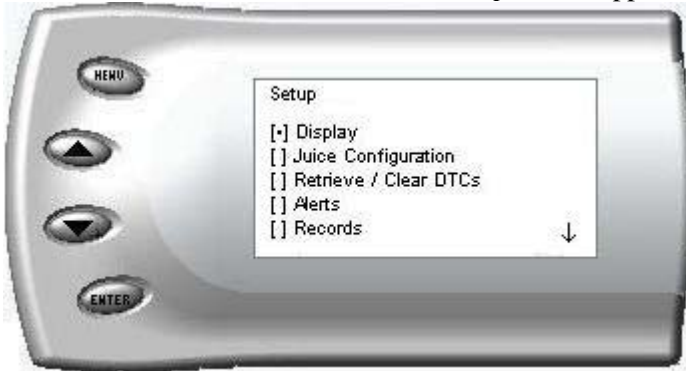 MENU
Setup
[•] Display
[ ] Juice Configuration
[ ] Retrieve / Clear DTCs
[ ] Alerts
[ ] Records ↓
ENTER